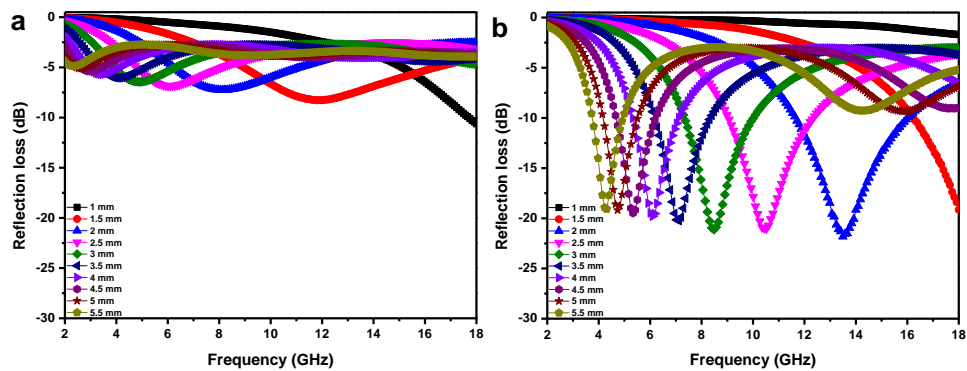 a
Reflection loss (dB)
0
-5
-10
-15
-20
-25
-30
1 mm
1.5 mm
2 mm
2.5 mm
3 mm
3.5 mm
4 mm
4.5 mm
5 mm
5.5 mm
2 4 6 8 10 12 14 16 18
Frequency (GHz)
b
Reflection loss (dB)
0
-5
-10
-15
-20
-25
-30
1 mm
1.5 mm
2 mm
2.5 mm
3 mm
3.5 mm
4 mm
4.5 mm
5 mm
5.5 mm
2 4 6 8 10 12 14 16 18
Frequency (GHz)